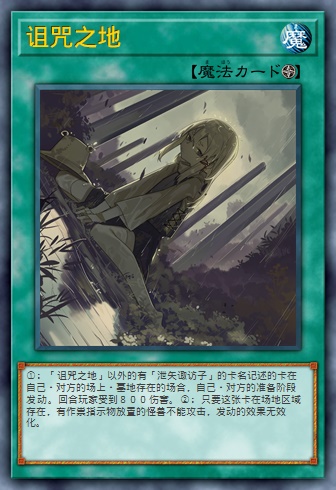 诅咒之地
魔
【魔法カード】
①：「诅咒之地」以外的有「泄矢诹访子」的卡名记述的卡在
自己·对方的场上·墓地存在的场合，自己·对方的准备阶段
发动。回合玩家受到８００伤害。②：只要这张卡在场地区域
存在，有作祟指示物放置的怪兽不能攻击，发动的效果无效
化。